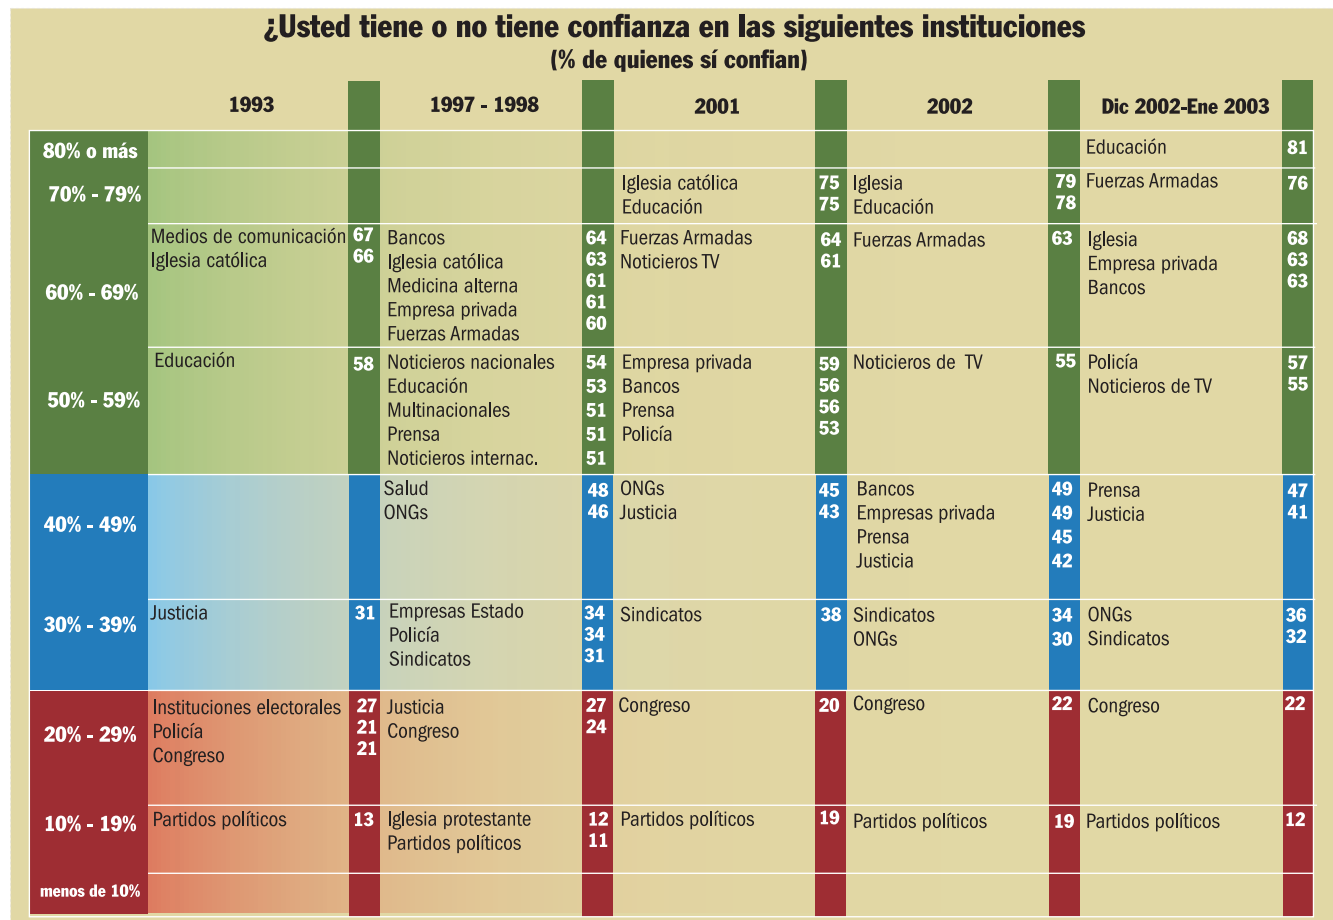 ¿Usted tiene o no tiene confianza en las siguientes instituciones
(% de quienes sí confian)
1993 1997 - 1998 2001 2002 Dic 2002-Ene 2003
80% o más
Educación 81
70% - 79%
Iglesia católica 75
Educación 75
Iglesia 79
Educación 78
Fuerzas Armadas 76
60% - 69%
Medios de comunicación 67
Iglesia católica 66
Bancos 64
Iglesia católica 63
Medicina alterna 61
Empresa privada 61
Fuerzas Armadas 60
Fuerzas Armadas 64
Noticieros TV 61
Fuerzas Armadas 63
Iglesia 68
Empresa privada 63
Bancos 63
50% - 59%
Educación 58
Noticieros nacionales 54
Educación 53
Multinacionales 51
Prensa 51
Noticieros internac. 51
Empresa privada 59
Bancos 56
Prensa 56
Policía 53
Noticieros de TV 55
Policía 57
Noticieros de TV 55
40% - 49%
Salud 48
ONGs 46
ONGs 45
Justicia 43
Bancos 49
Empresas privada 49
Prensa 45
Justicia 42
Prensa 47
Justicia 41
30% - 39%
Justicia 31
Empresas Estado 34
Policía 34
Sindicatos 31
Sindicatos 38
Sindicatos 34
ONGs 30
ONGs 36
Sindicatos 32
20% - 29%
Instituciones electorales 27
Policía 21
Congreso 21
Justicia 27
Congreso 24
Congreso 20
Congreso 22
Congreso 22
10% - 19%
Partidos políticos 13
Iglesia protestante 12
Partidos políticos 11
Partidos políticos 19
Partidos políticos 19
Partidos políticos 12
menos de 10%